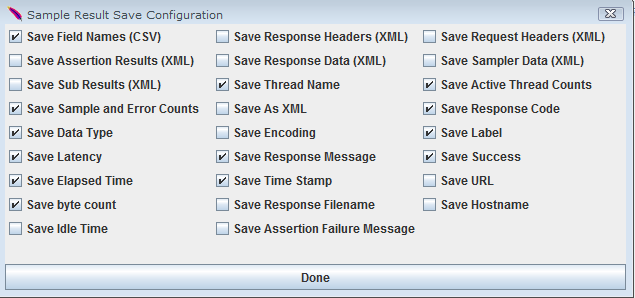 Sample Result Save Configuration
Save Field Names (CSV) Save Response Headers (XML) Save Request Headers (XML)
Save Assertion Results (XML) Save Response Data (XML) Save Sampler Data (XML)
Save Sub Results (XML) Save Thread Name Save Active Thread Counts
Save Sample and Error Counts Save As XML Save Response Code
Save Data Type Save Encoding Save Label
Save Latency Save Response Message Save Success
Save Elapsed Time Save Time Stamp Save URL
Save byte count Save Response Filename Save Hostname
Save Idle Time Save Assertion Failure Message
Done